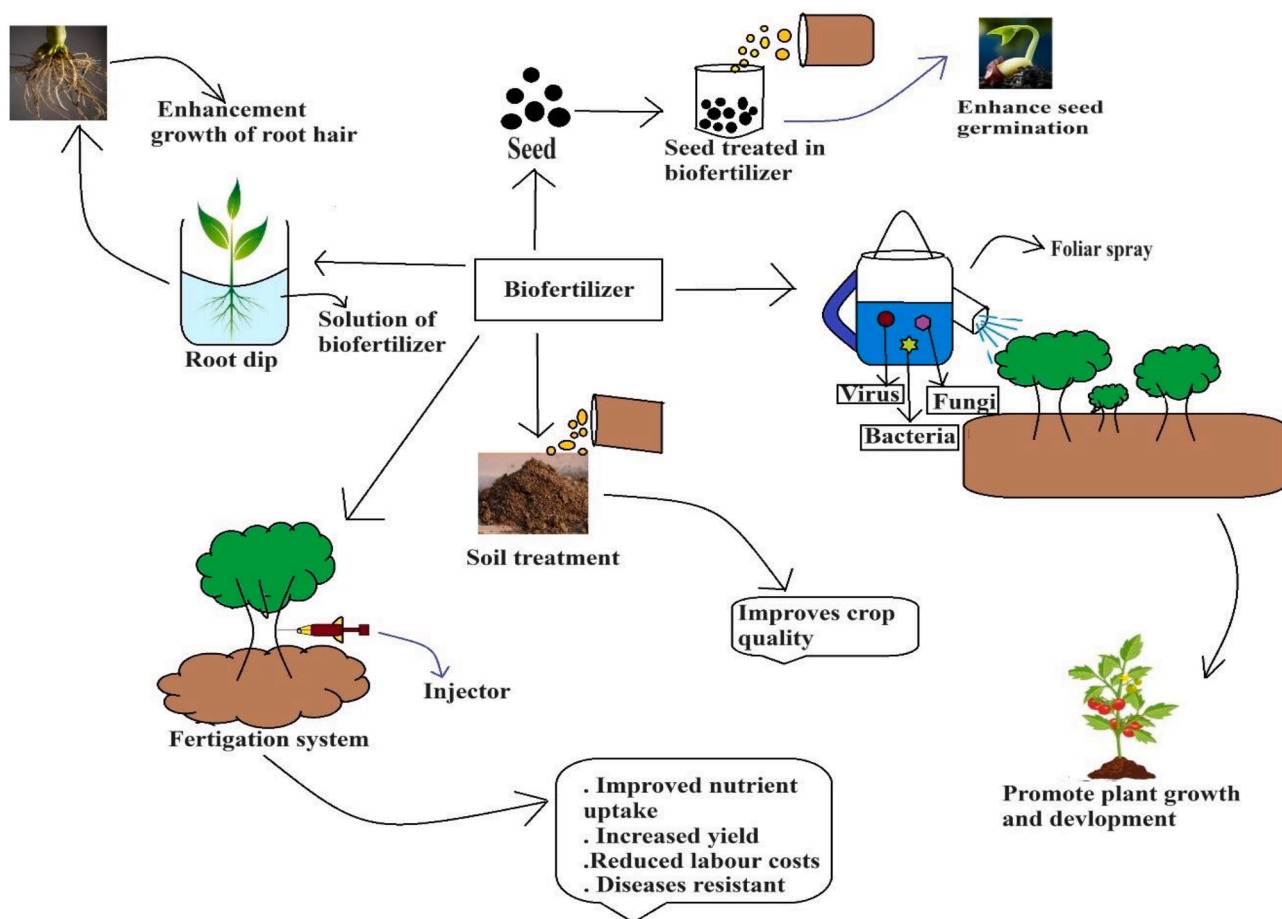 Enhancement
growth of root hair
Seed
Seed treated in
biofertilizer
Enhance seed
germination
Biofertilizer
Foliar spray
Solution of
biofertilizer
Root dip
Virus
Fungi
Bacteria
Soil treatment
Improves crop
quality
Injector
Fertigation system
. Improved nutrient
uptake
. Increased yield
.Reduced labour costs
. Diseases resistant
Promote plant growth
and devlopment